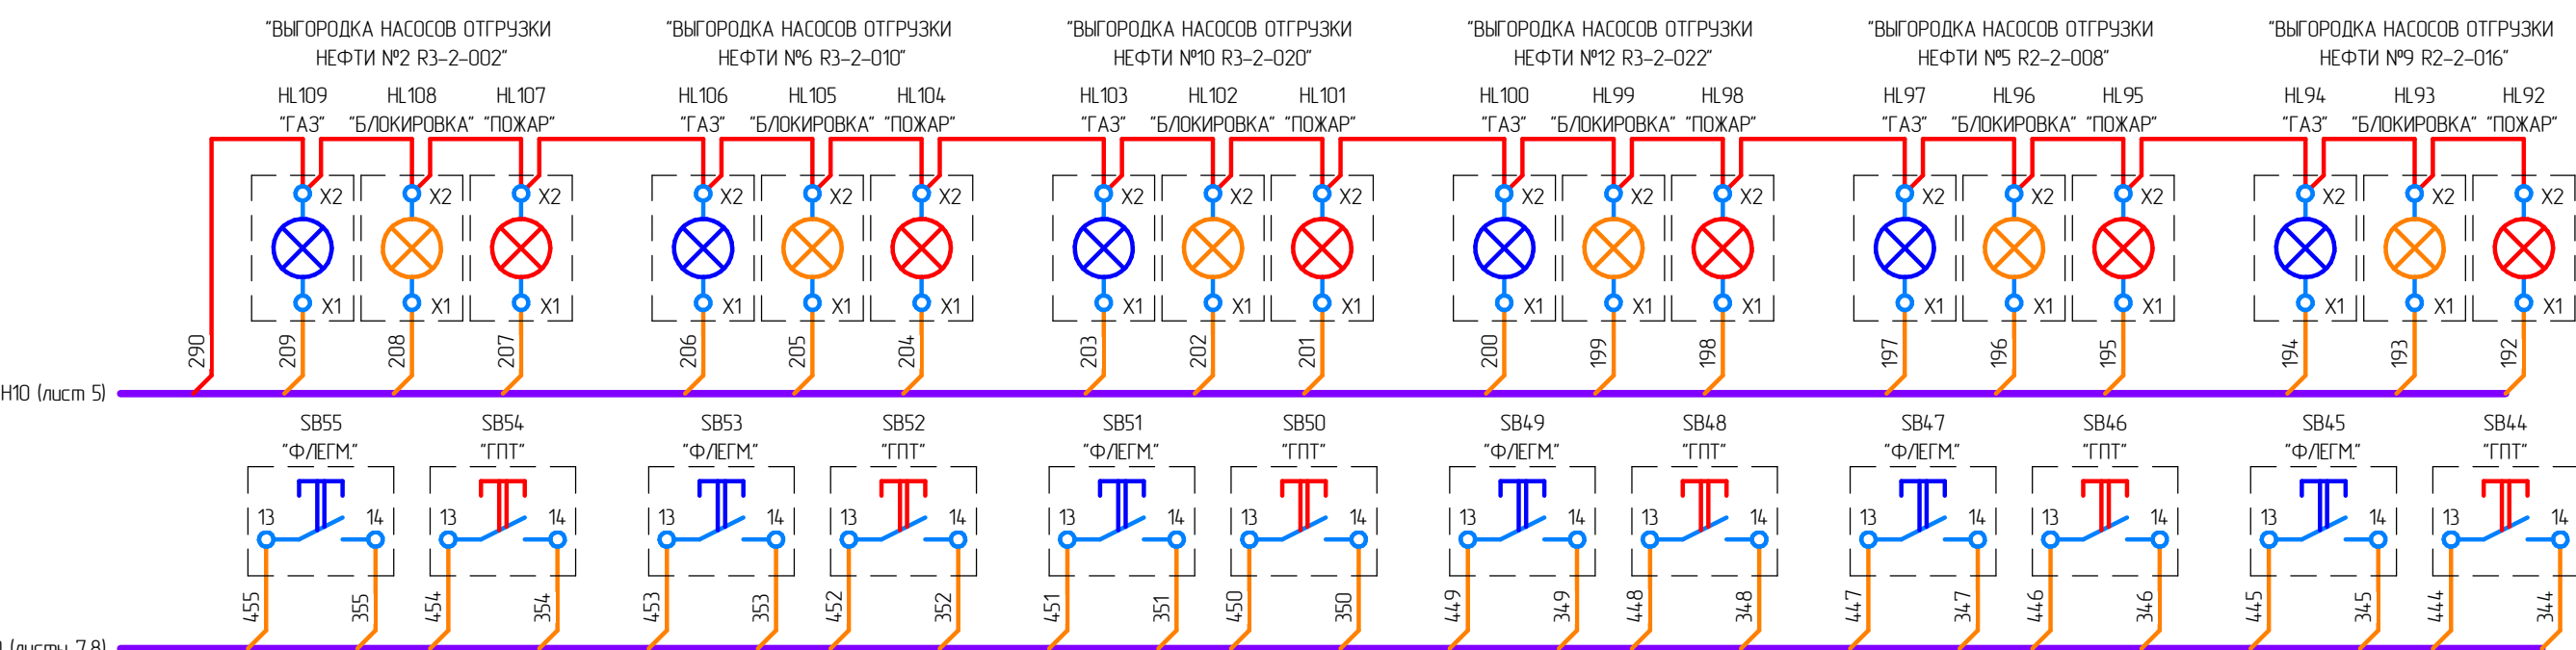 "ВЫГОРОДКА НАСОСОВ ОТГРУЗКИ
НЕФТИ №2 R3-2-002"
"ВЫГОРОДКА НАСОСОВ ОТГРУЗКИ
НЕФТИ №6 R3-2-010"
"ВЫГОРОДКА НАСОСОВ ОТГРУЗКИ
НЕФТИ №10 R3-2-020"
"ВЫГОРОДКА НАСОСОВ ОТГРУЗКИ
НЕФТИ №12 R3-2-022"
"ВЫГОРОДКА НАСОСОВ ОТГРУЗКИ
НЕФТИ №5 R2-2-008"
"ВЫГОРОДКА НАСОСОВ ОТГРУЗКИ
НЕФТИ №9 R2-2-016"
HL109 HL108 HL107 HL106 HL105 HL104 HL103 HL102 HL101 HL100 HL99 HL98 HL97 HL96 HL95 HL94 HL93 HL92
"ГАЗ" "БЛОКИРОВКА" "ПОЖАР" "ГАЗ" "БЛОКИРОВКА" "ПОЖАР" "ГАЗ" "БЛОКИРОВКА" "ПОЖАР" "ГАЗ" "БЛОКИРОВКА" "ПОЖАР" "ГАЗ" "БЛОКИРОВКА" "ПОЖАР" "ГАЗ" "БЛОКИРОВКА" "ПОЖАР"
X2 X2 X2 X2 X2 X2 X2 X2 X2 X2 X2 X2 X2 X2 X2 X2 X2 X2
X1 X1 X1 X1 X1 X1 X1 X1 X1 X1 X1 X1 X1 X1 X1 X1 X1 X1
290 209 208 207 206 205 204 203 202 201 200 199 198 197 196 195 194 193 192
Н10 (лист 5)
SB55 SB54 SB53 SB52 SB51 SB50 SB49 SB48 SB47 SB46 SB45 SB44
"ФЛЕГМ." "ГПТ" "ФЛЕГМ." "ГПТ" "ФЛЕГМ." "ГПТ" "ФЛЕГМ." "ГПТ" "ФЛЕГМ." "ГПТ" "ФЛЕГМ." "ГПТ"
13 14 13 14 13 14 13 14 13 14 13 14 13 14 13 14 13 14 13 14 13 14 13 14
455 355 454 354 453 353 452 352 451 351 450 350 449 349 448 348 447 347 446 346 445 345 444 344
(листы 7,8)